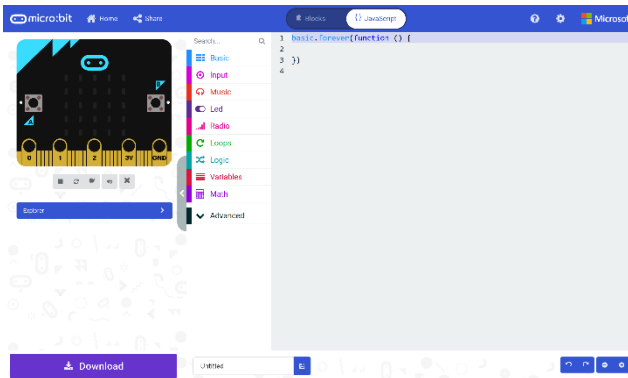 micro:bit
Home
Share
Blocks
{} JavaScript
Microsoft
Search...
Basic
Input
Music
Led
Radio
Loops
Logic
Variables
Math
Advanced
1 basic.forever(function () {
2
3 })
4
B
A
0 1 2 3V GND
Explorer
Download
Untitled